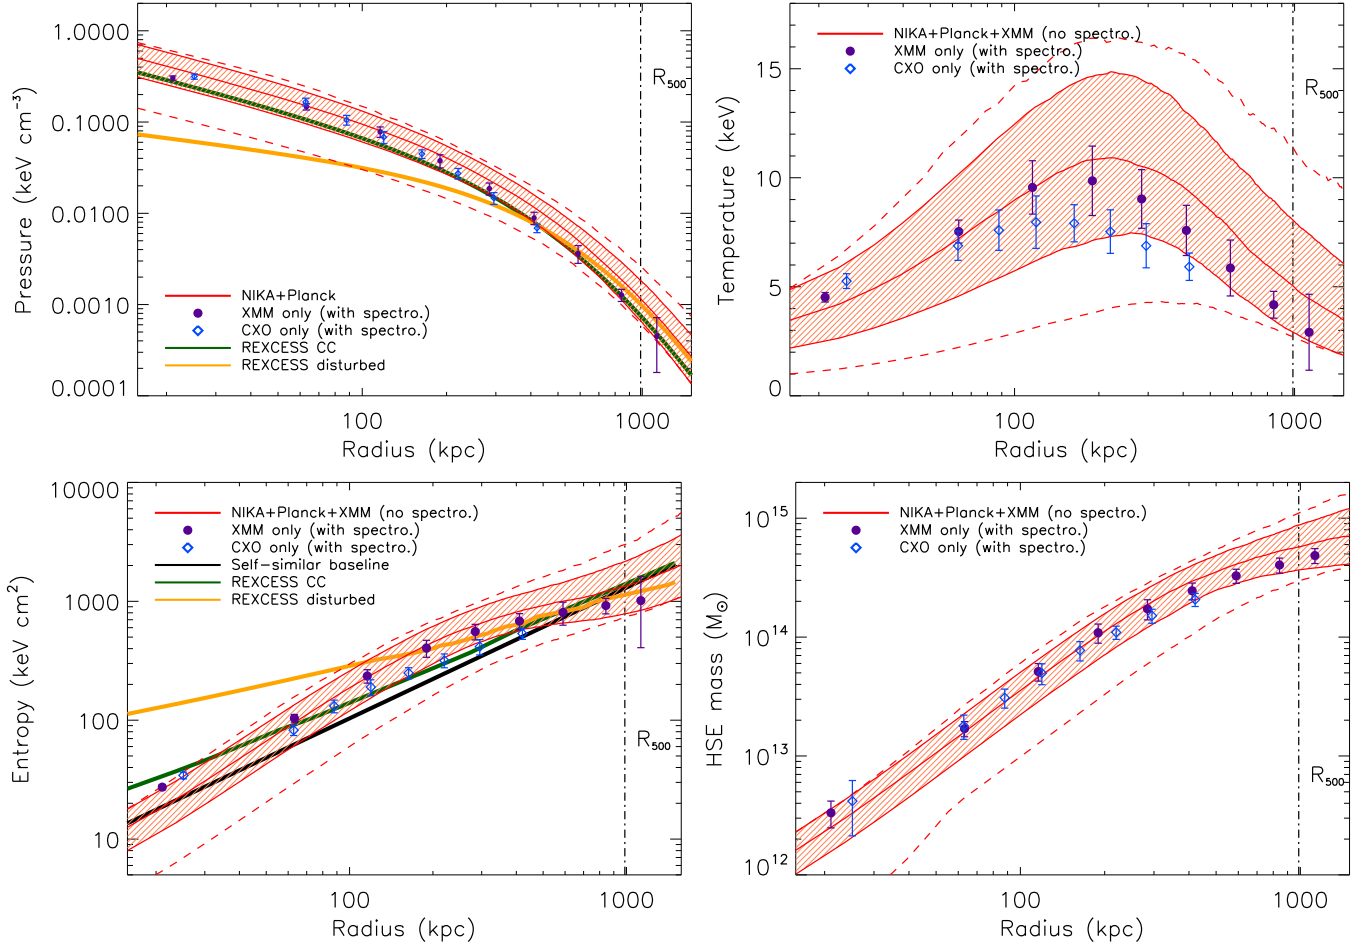 1.0000
0.1000
0.0100
0.0010
0.0001
Pressure (keV cm⁻³)
R500
NIKA+Planck
XMM only (with spectro.)
CXO only (with spectro.)
REXCESS CC
REXCESS disturbed
100
1000
Radius (kpc)
15
10
5
0
Temperature (keV)
NIKA+Planck+XMM (no spectro.)
XMM only (with spectro.)
CXO only (with spectro.)
R500
100
1000
Radius (kpc)
10000
1000
100
10
Entropy (keV cm²)
NIKA+Planck+XMM (no spectro.)
XMM only (with spectro.)
CXO only (with spectro.)
Self-similar baseline
REXCESS CC
REXCESS disturbed
R500
100
1000
Radius (kpc)
10¹⁵
10¹⁴
10¹³
10¹²
HSE mass (M⊙)
NIKA+Planck+XMM (no spectro.)
XMM only (with spectro.)
CXO only (with spectro.)
R500
100
1000
Radius (kpc)